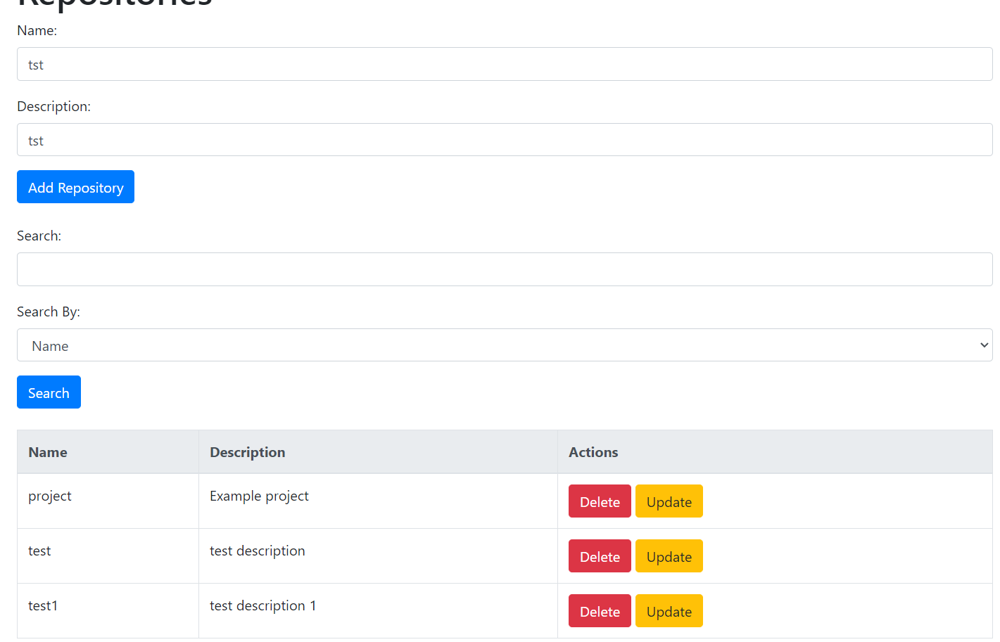 Repositories
Name:
tst
Description:
tst
Add Repository
Search:
Search By:
Name
Search
Name Description Actions
project Example project Delete Update
test test description Delete Update
test1 test description 1 Delete Update